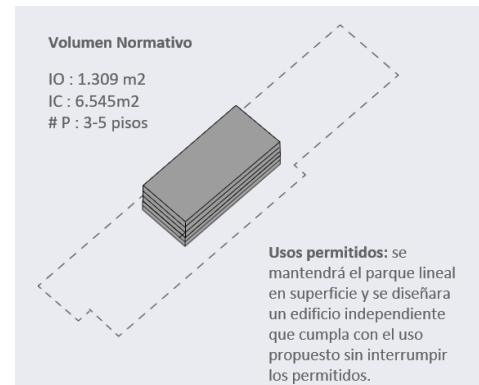 Volumen Normativo
IO : 1.309 m2
IC : 6.545m2
# P : 3-5 pisos
Usos permitidos: se
mantendrá el parque lineal
en superficie y se diseñara
un edificio independiente
que cumpla con el uso
propuesto sin interrumpir
los permitidos.